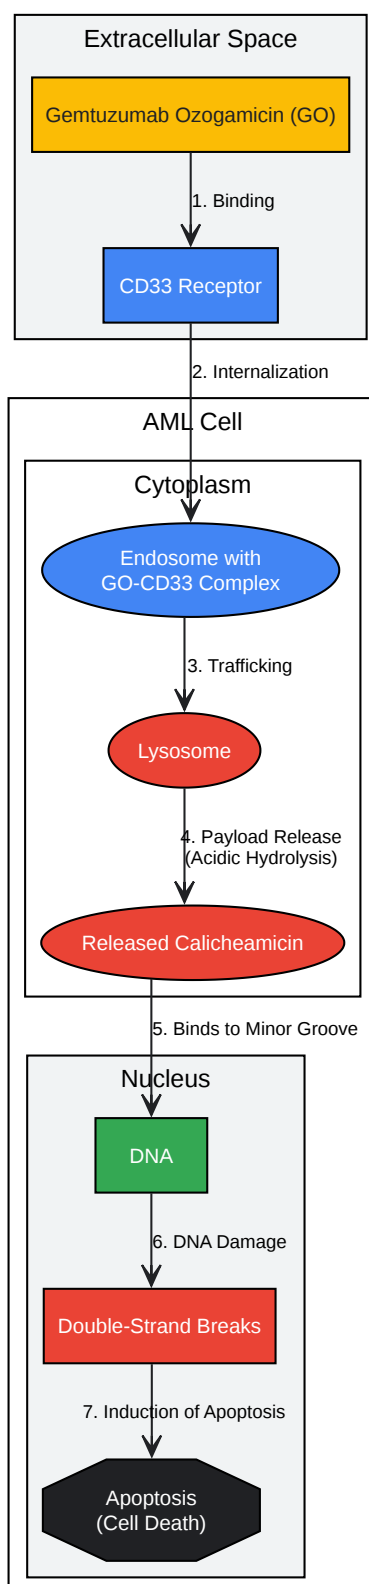 Extracellular Space
Gemtuzumab Ozogamicin (GO)
1. Binding
CD33 Receptor
2. Internalization
AML Cell
Cytoplasm
Endosome with
GO-CD33 Complex
3. Trafficking
Lysosome
4. Payload Release
(Acidic Hydrolysis)
Released Calicheamicin
5. Binds to Minor Groove
Nucleus
DNA
6. DNA Damage
Double-Strand Breaks
7. Induction of Apoptosis
Apoptosis
(Cell Death)